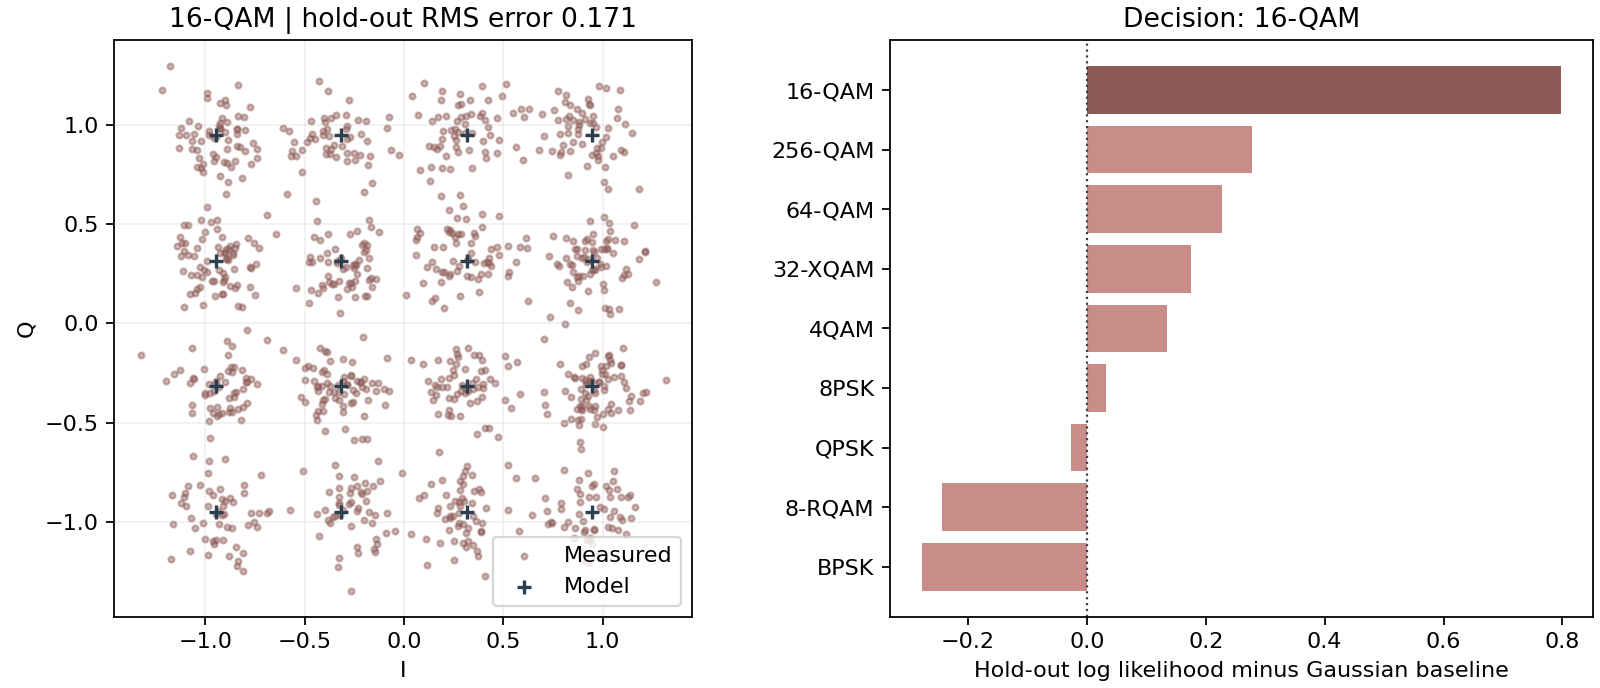 16-QAM | hold-out RMS error 0.171
1.0
0.5
0.0
−0.5
−1.0
Q
−1.0
−0.5
0.0
0.5
1.0
I
Measured
Model
Decision: 16-QAM
16-QAM
256-QAM
64-QAM
32-XQAM
4QAM
8PSK
QPSK
8-RQAM
BPSK
−0.2
0.0
0.2
0.4
0.6
0.8
Hold-out log likelihood minus Gaussian baseline